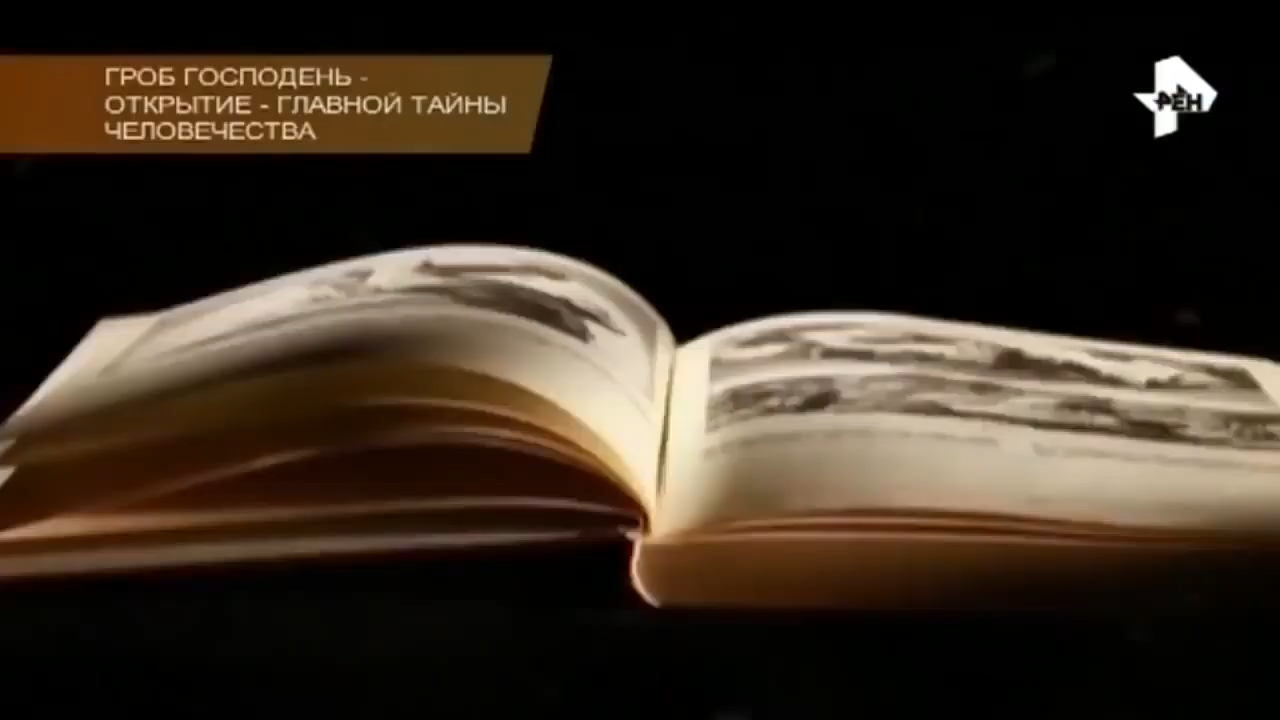 ГРОБ ГОСПОДЕНЬ -
ОТКРЫТИЕ - ГЛАВНОЙ ТАЙНЫ
ЧЕЛОВЕЧЕСТВА
РЕН